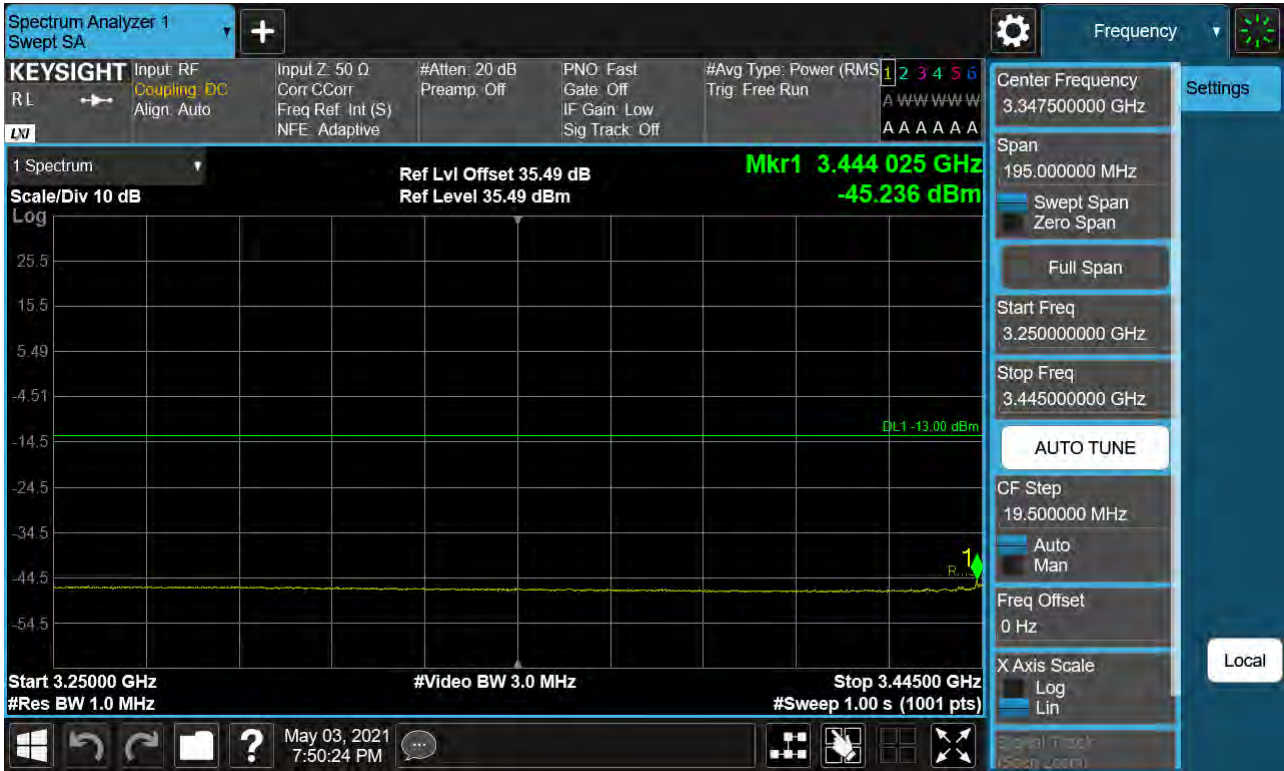 Spectrum Analyzer 1
Swept SA
Frequency
KEYSIGHT
RL
LXI
Input: RF
Coupling: DC
Align: Auto
Input Z: 50 Ω
Corr CCorr
Freq Ref: Int (S)
NFE: Adaptive
#Atten: 20 dB
Preamp: Off
PNO: Fast
Gate: Off
IF Gain: Low
Sig Track: Off
#Avg Type: Power (RMS
Trig: Free Run
1 2 3 4 5 6
A W W W W W
A A A A A A
1 Spectrum
Scale/Div 10 dB
Log
Ref Lvl Offset 35.49 dB
Ref Level 35.49 dBm
Mkr1 3.444 025 GHz
-45.236 dBm
25.5
15.5
5.49
-4.51
DL1 -13.00 dBm
-14.5
-24.5
-34.5
1
R...
-44.5
-54.5
Start 3.25000 GHz
#Video BW 3.0 MHz
Stop 3.44500 GHz
#Res BW 1.0 MHz
#Sweep 1.00 s (1001 pts)
Center Frequency
3.347500000 GHz
Settings
Span
195.000000 MHz
Swept Span
Zero Span
Full Span
Start Freq
3.250000000 GHz
Stop Freq
3.445000000 GHz
AUTO TUNE
CF Step
19.500000 MHz
Auto
Man
Freq Offset
0 Hz
X Axis Scale
Log
Lin
Local
Signal Track
(Span Zoom)
?
May 03, 2021
7:50:24 PM